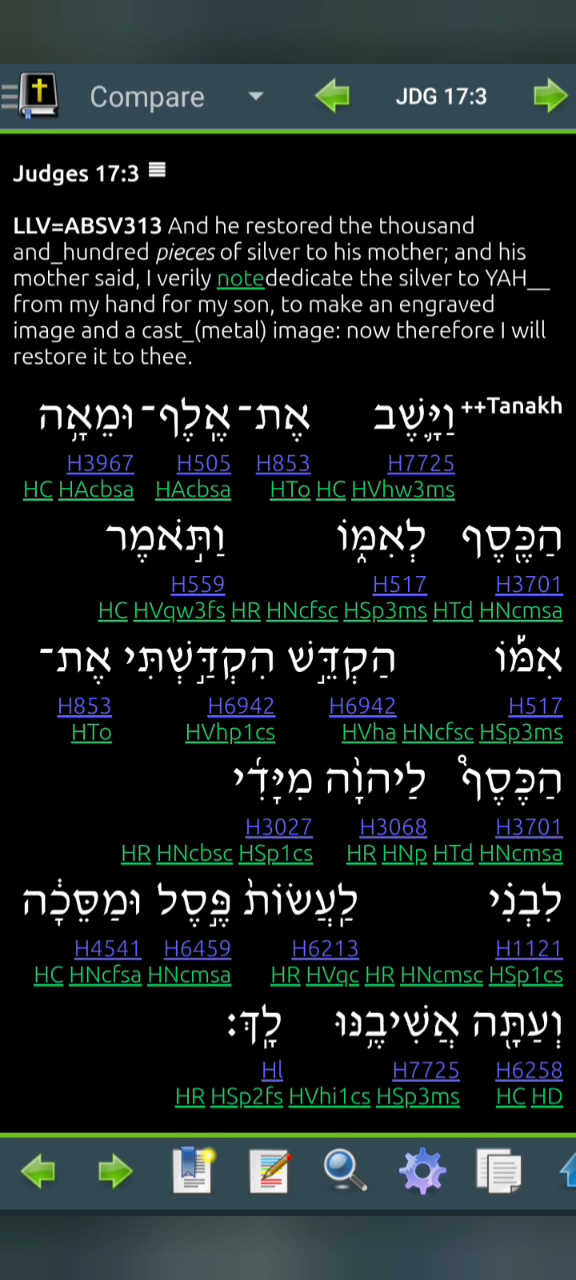 Compare
JDG 17:3
Judges 17:3
LLV=ABSV313 And he restored the thousand
and_hundred pieces of silver to his mother; and his
mother said, I verily notededicate the silver to YAH__
from my hand for my son, to make an engraved
image and a cast_(metal) image: now therefore I will
restore it to thee.
++Tanakh וַיָּ֛שֶׁב אֶת־אֶֽלֶף־וּמֵאָ֥ה
H3967 H505 H853 H7725
HC HAcbsa HAcbsa HTo HC HVhw3ms
הַכֶּ֖סֶף לְאִמּ֑וֹ וַתֹּ֣אמֶר
H559 H517 H3701
HC HVqw3fs HR HNcfsc HSp3ms HTd HNcmsa
אִמּ֡וֹ הַקְדֵּ֣שׁ הִקְדַּ֣שְׁתִּי אֶת־
H853 H6942 H6942 H517
HTo HVhp1cs HVha HNcfsc HSp3ms
הַכֶּסֶף֩ לַיהוָ֨ה מִיָּדִ֜י
H3027 H3068 H3701
HR HNcbsc HSp1cs HR HNp HTd HNcmsa
לִבְנִ֗י לַֽעֲשׂוֹת֙ פֶּ֣סֶל וּמַסֵּכָ֔ה
H4541 H6459 H6213 H1121
HC HNcfsa HNcmsa HR HVqc HR HNcmsc HSp1cs
וְעַתָּ֖ה אֲשִׁיבֶ֥נּוּ לָֽךְ׃
Hl H7725 H6258
HR HSp2fs HVhi1cs HSp3ms HC HD